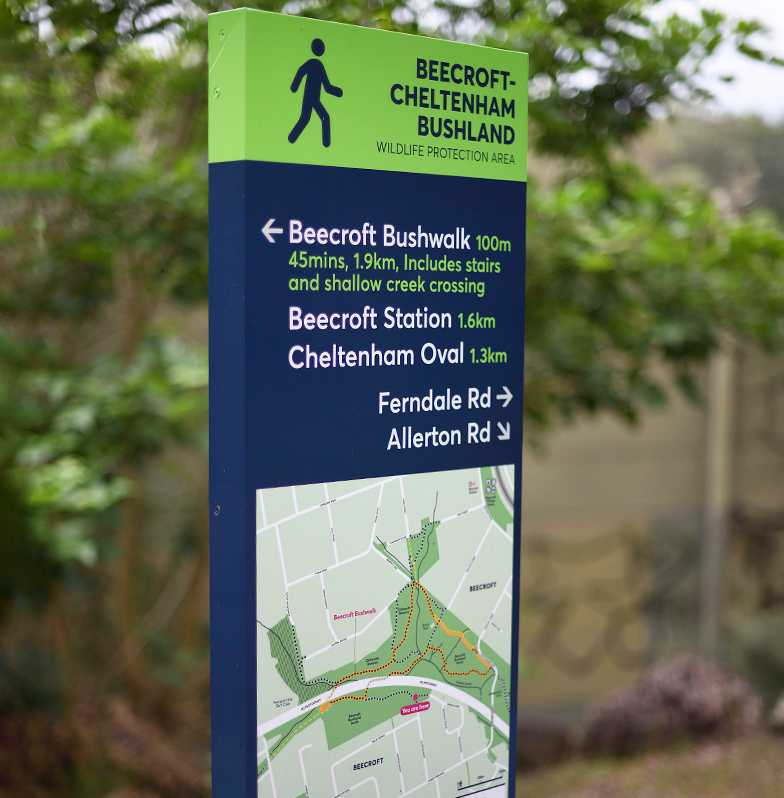 BEECROFT-
CHELTENHAM
BUSHLAND
WILDLIFE PROTECTION AREA
← Beecroft Bushwalk 100m
45mins, 1.9km, Includes stairs
and shallow creek crossing
Beecroft Station 1.6km
Cheltenham Oval 1.3km
Ferndale Rd →
Allerton Rd ↘
BEECROFT
Beecroft Bushwalk
You are here
BEECROFT